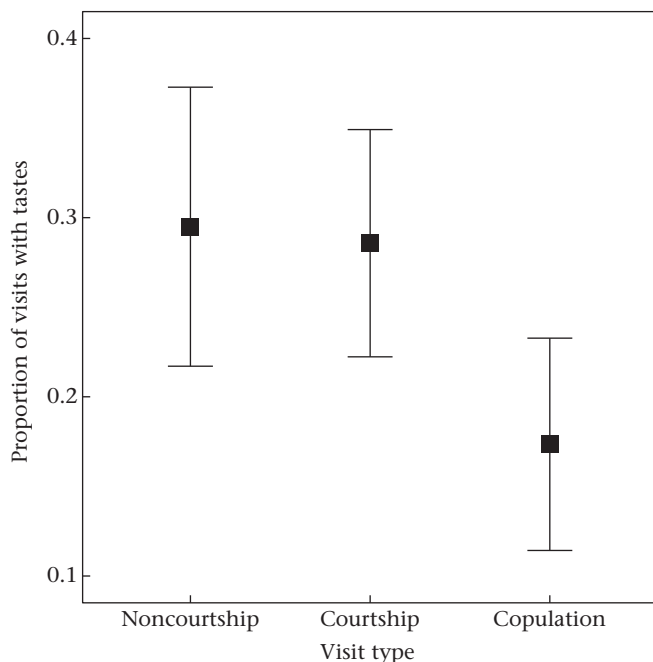 0.4
0.3
0.2
0.1
Proportion of visits with tastes
Noncourtship Courtship Copulation
Visit type